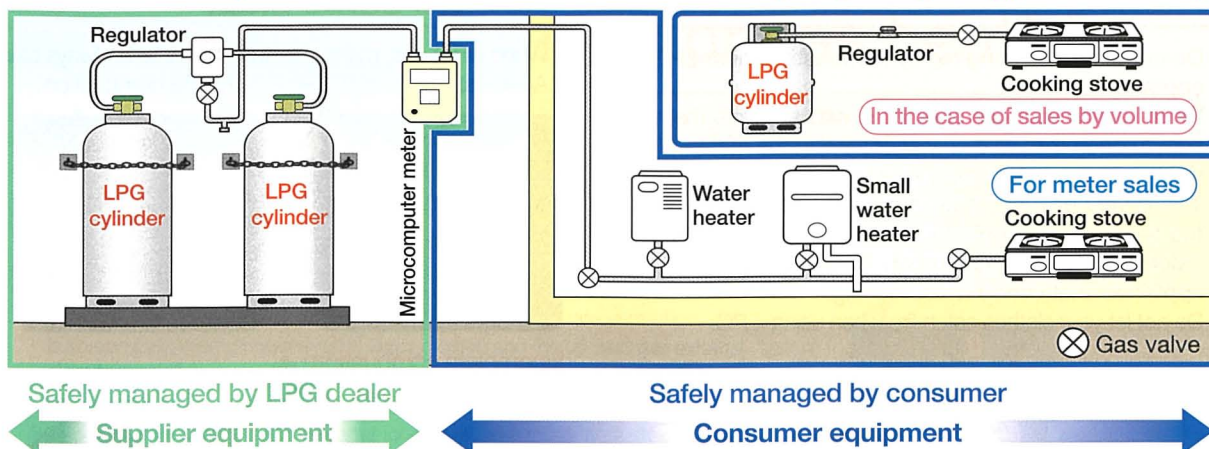 Regulator
LPG
cylinder
LPG
cylinder
Microcomputer meter
LPG
cylinder
Regulator
Cooking stove
In the case of sales by volume
Water
heater
Small
water
heater
For meter sales
Cooking stove
Gas valve
Safely managed by LPG dealer
Supplier equipment
Safely managed by consumer
Consumer equipment